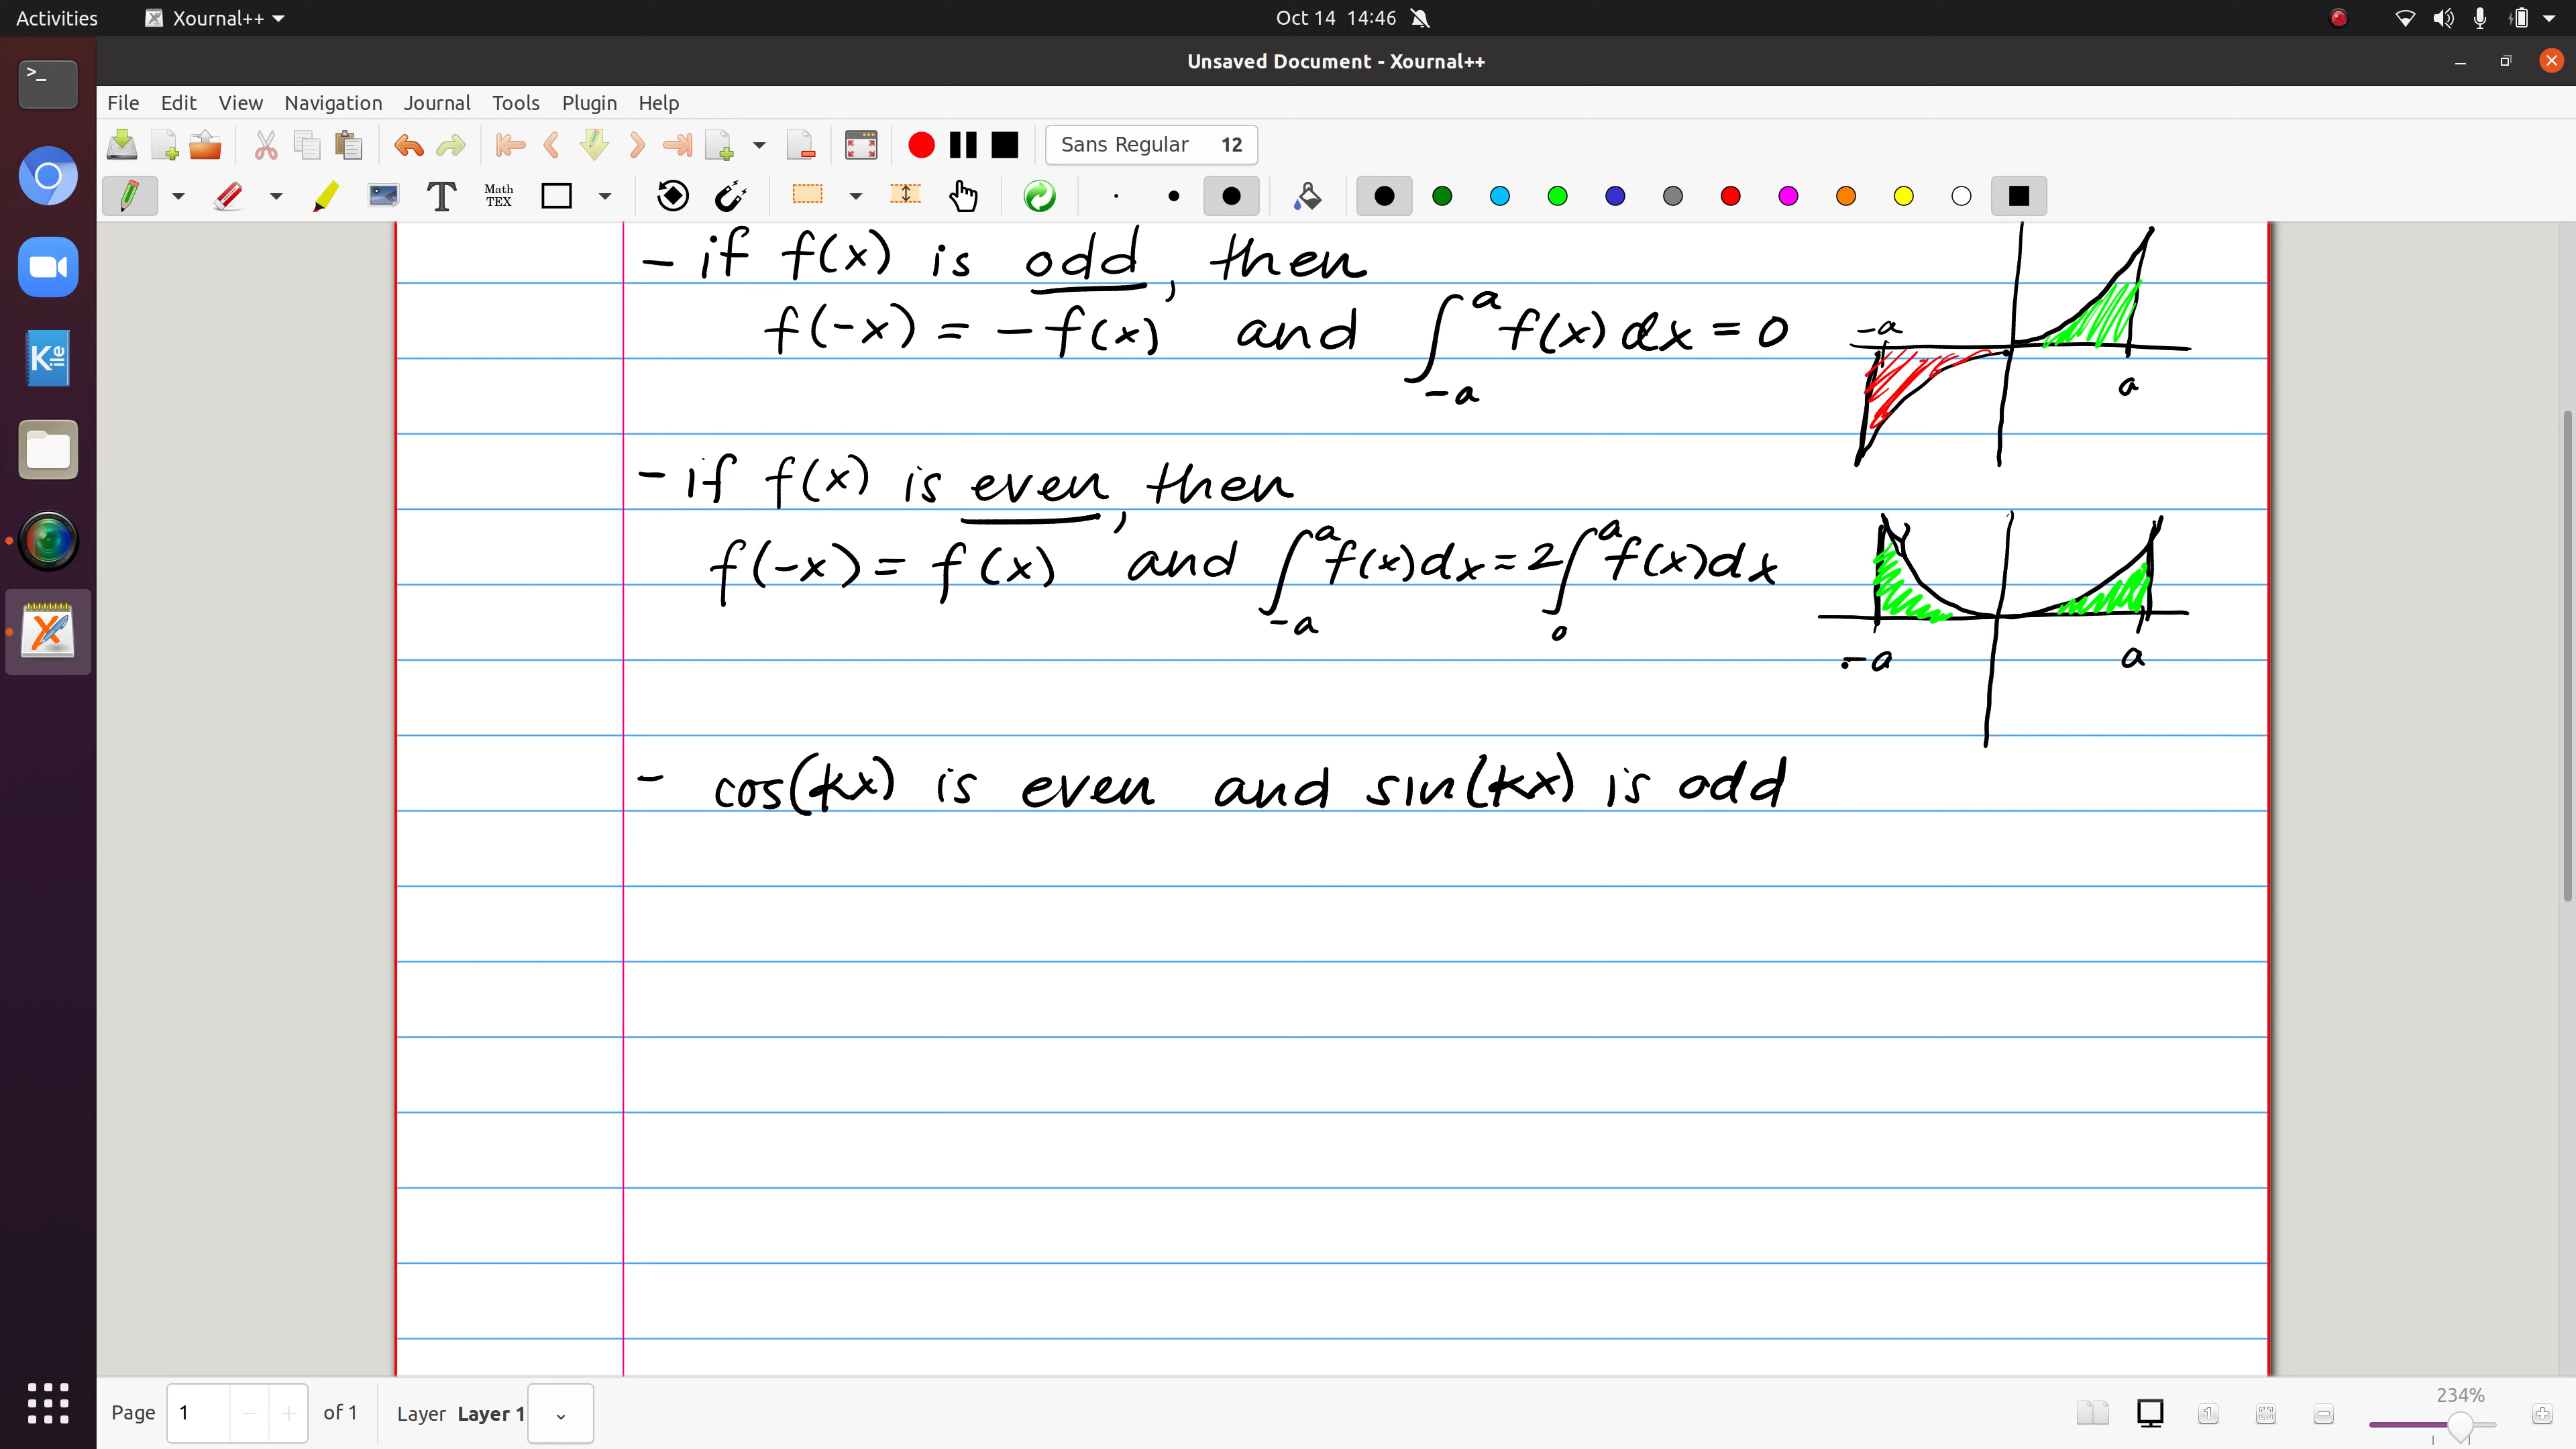 Activities Xournal++ Oct 14 14:46
Unsaved Document - Xournal++
File Edit View Navigation Journal Tools Plugin Help
Sans Regular 12
T Math TEX
- if f(x) is odd, then
f(-x) = -f(x) and ∫_{-a}^{a} f(x) dx = 0
-a a
- if f(x) is even, then
f(-x) = f(x) and ∫_{-a}^{a} f(x)dx = 2∫_{0}^{a} f(x)dx
-a a
- cos(kx) is even and sin(kx) is odd
Page 1 of 1 Layer Layer 1 234%